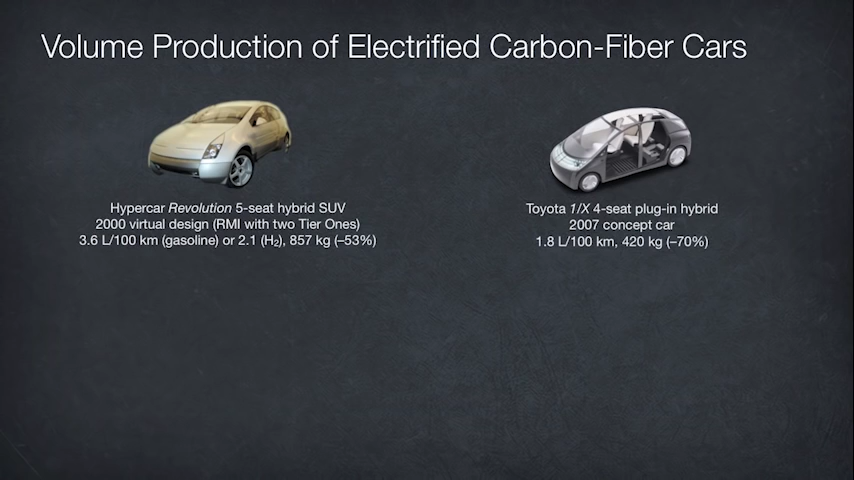 Volume Production of Electrified Carbon-Fiber Cars
Hypercar Revolution 5-seat hybrid SUV
2000 virtual design (RMI with two Tier Ones)
3.6 L/100 km (gasoline) or 2.1 (H₂), 857 kg (–53%)
Toyota 1/X 4-seat plug-in hybrid
2007 concept car
1.8 L/100 km, 420 kg (–70%)